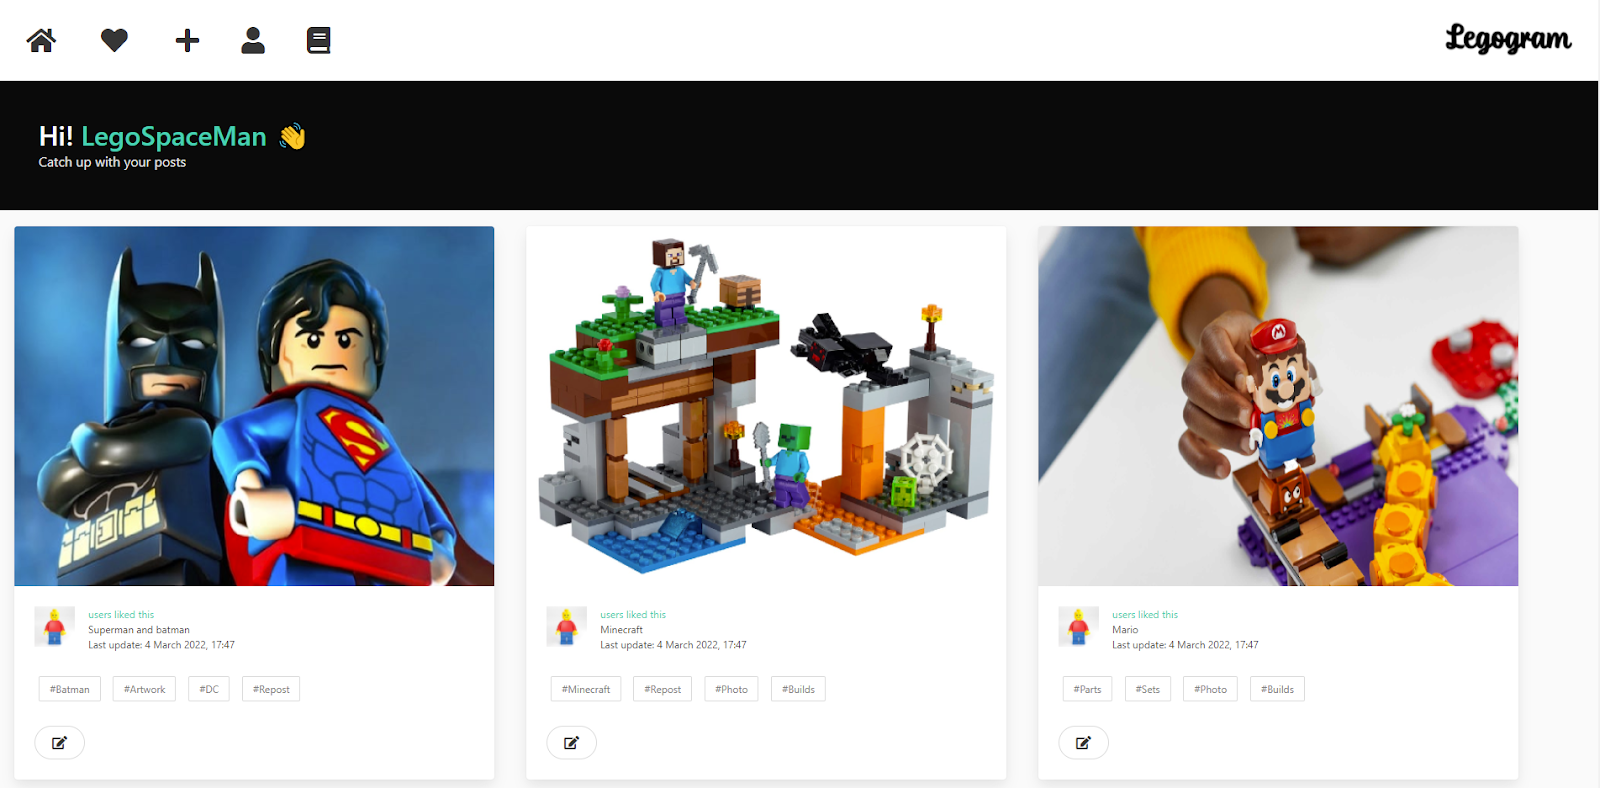 Legogram
Hi! LegoSpaceMan 👋
Catch up with your posts
users liked this
Superman and batman
Last update: 4 March 2022, 17:47
#Batman #Artwork #DC #Repost
users liked this
Minecraft
Last update: 4 March 2022, 17:47
#Minecraft #Repost #Photo #Builds
M
users liked this
Mario
Last update: 4 March 2022, 17:47
#Parts #Sets #Photo #Builds